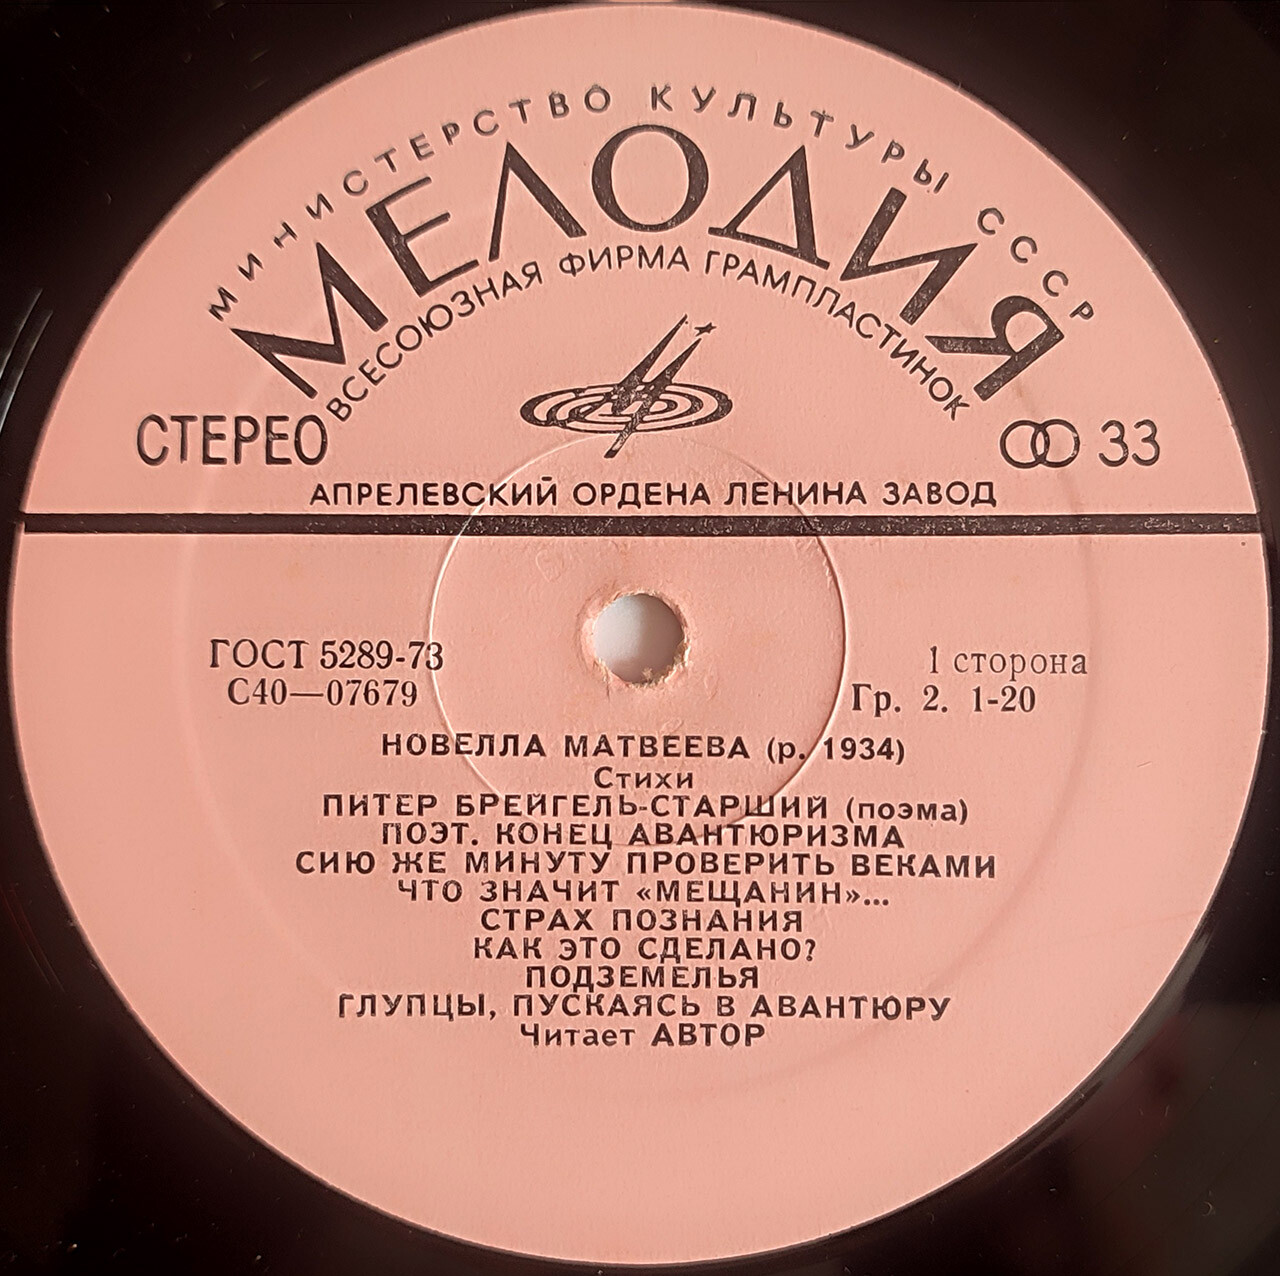 МИНИСТЕРСТВО КУЛЬТУРЫ СССР
МЕЛОДИЯ
ВСЕСОЮЗНАЯ ФИРМА ГРАМПЛАСТИНОК
СТЕРЕО
33
АПРЕЛЕВСКИЙ ОРДЕНА ЛЕНИНА ЗАВОД
ГОСТ 5289-73
1 сторона
С40—07679
Гр. 2. 1-20
НОВЕЛЛА МАТВЕЕВА (р. 1934)
Стихи
ПИТЕР БРЕЙГЕЛЬ-СТАРШИЙ (поэма)
ПОЭТ. КОНЕЦ АВАНТЮРИЗМА
СИЮ ЖЕ МИНУТУ ПРОВЕРИТЬ ВЕКАМИ
ЧТО ЗНАЧИТ «МЕЩАНИН»...
СТРАХ ПОЗНАНИЯ
КАК ЭТО СДЕЛАНО?
ПОДЗЕМЕЛЬЯ
ГЛУПЦЫ, ПУСКАЯСЬ В АВАНТЮРУ
Читает АВТОР